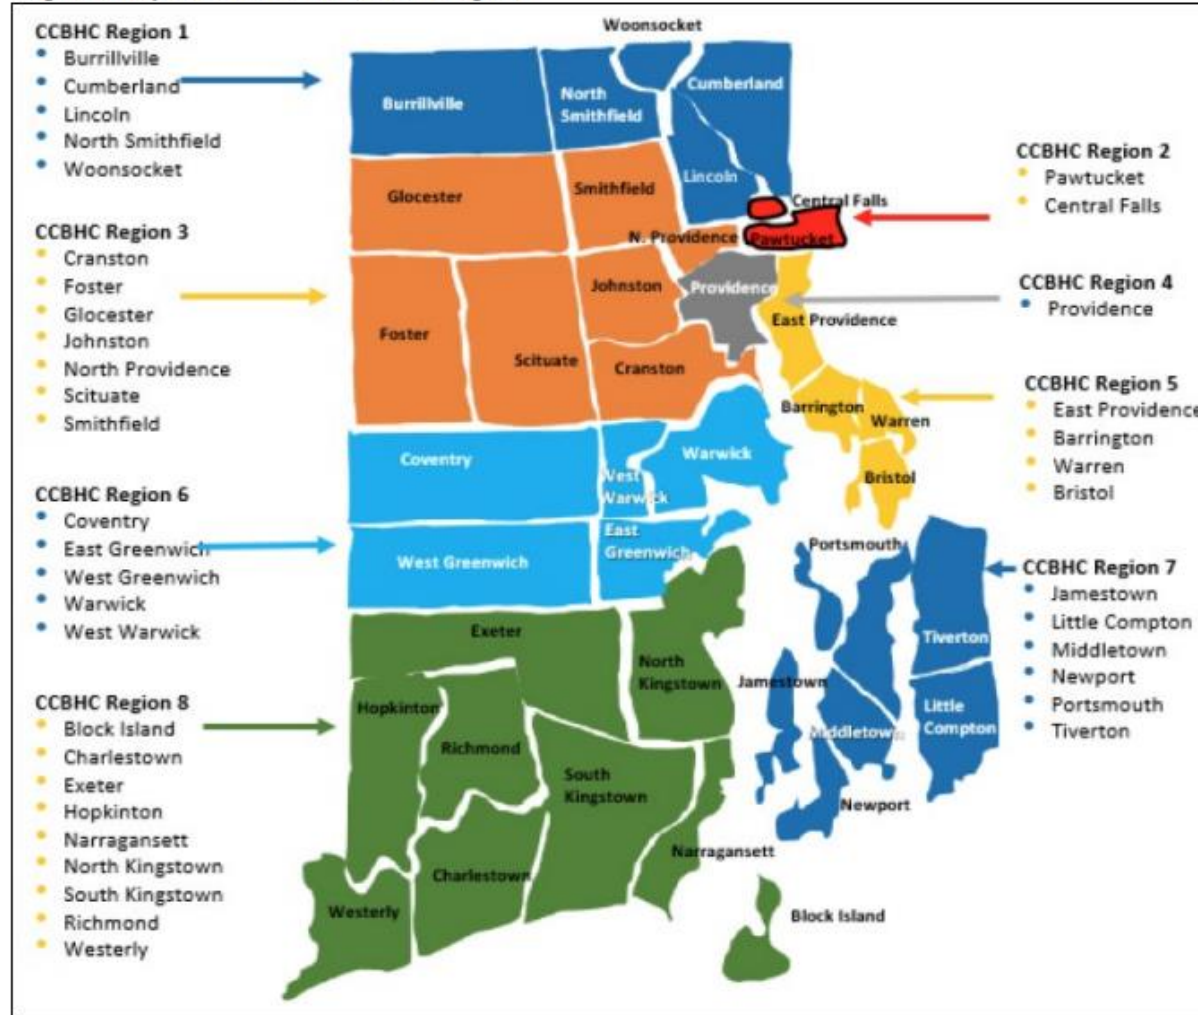 CCBHC Region 1
Burrillville
Cumberland
Lincoln
North Smithfield
Woonsocket
CCBHC Region 3
Cranston
Foster
Glocester
Johnston
North Providence
Scituate
Smithfield
CCBHC Region 6
Coventry
East Greenwich
West Greenwich
Warwick
West Warwick
CCBHC Region 8
Block Island
Charlestown
Exeter
Hopkinton
Narragansett
North Kingstown
South Kingstown
Richmond
Westerly
Woonsocket
Burrillville
North
Smithfield
Cumberland
Lincoln
Glocester
Smithfield
Central Falls
N. Providence
Pawtucket
Johnston
Providence
East Providence
Foster
Scituate
Cranston
Barrington
Warren
Bristol
Coventry
West
Warwick
Warwick
East
Greenwich
West Greenwich
Portsmouth
Exeter
North
Kingstown
Jamestown
Tiverton
Hopkinton
Richmond
Little
Compton
Middletown
South
Kingstown
Newport
Narragansett
Charlestown
Westerly
Block Island
CCBHC Region 2
Pawtucket
Central Falls
CCBHC Region 4
Providence
CCBHC Region 5
East Providence
Barrington
Warren
Bristol
CCBHC Region 7
Jamestown
Little Compton
Middletown
Newport
Portsmouth
Tiverton